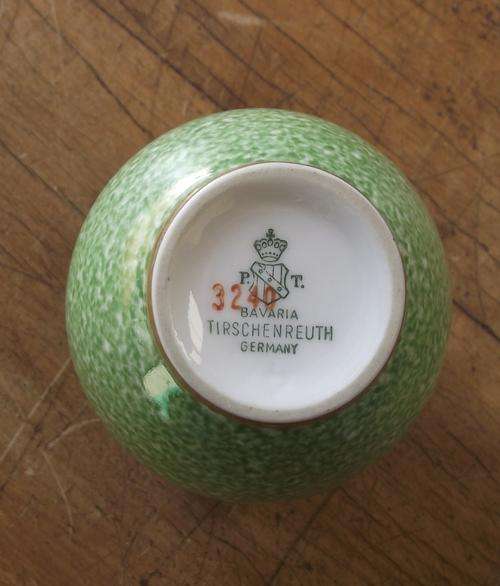 P. T.
3240
BAVARIA
TIRSCHENREUTH
GERMANY